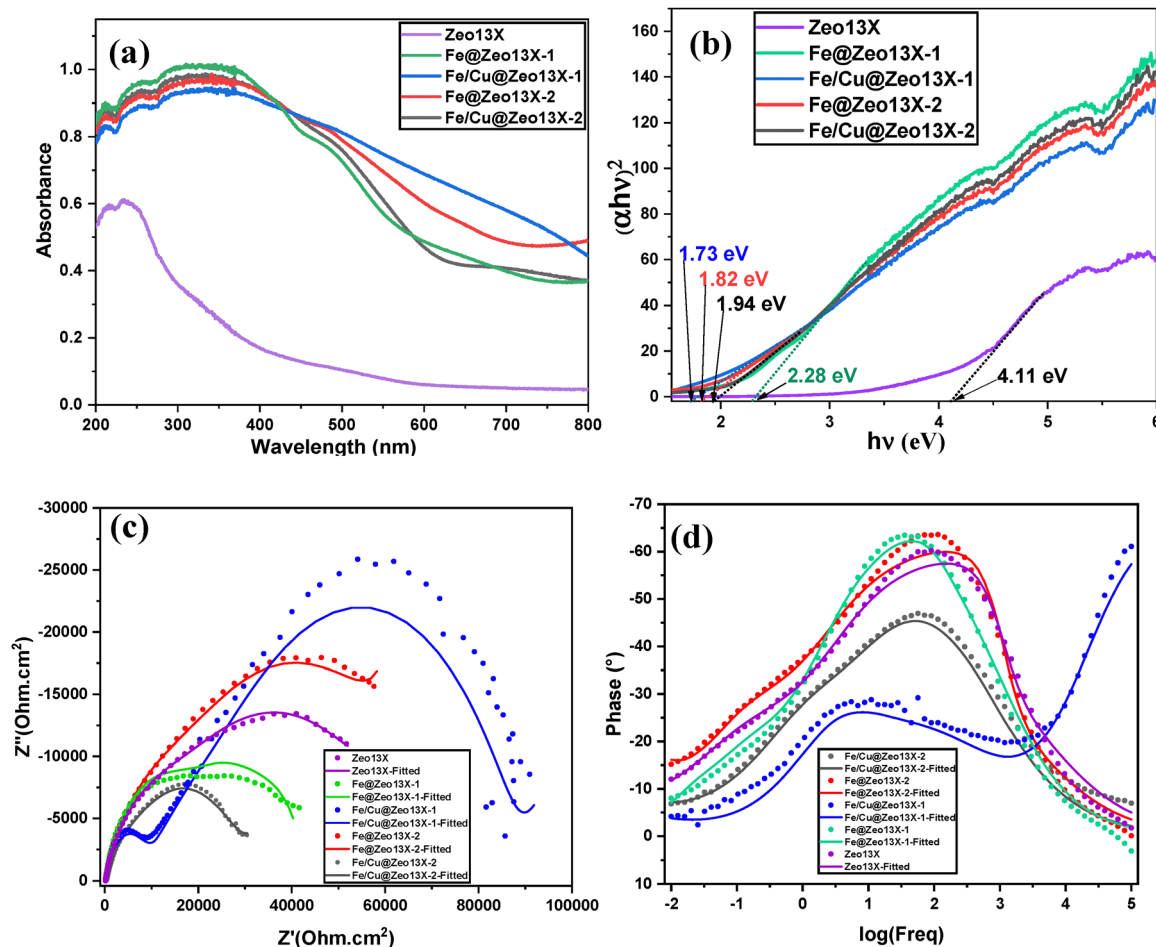 (a)
Zeo13X
Fe@Zeo13X-1
Fe/Cu@Zeo13X-1
Fe@Zeo13X-2
Fe/Cu@Zeo13X-2
1.0
0.8
0.6
0.4
0.2
0.0
Absorbance
200
300
400
500
600
700
800
Wavelength (nm)
(b)
Zeo13X
Fe@Zeo13X-1
Fe/Cu@Zeo13X-1
Fe@Zeo13X-2
Fe/Cu@Zeo13X-2
160
140
120
100
80
60
40
20
0
(αhν)²
1.73 eV
1.82 eV
1.94 eV
2.28 eV
4.11 eV
2
3
4
5
6
hν (eV)
(c)
-30000
-25000
-20000
-15000
-10000
-5000
0
Z''(Ohm.cm²)
Zeo13X
Zeo13X-Fitted
Fe@Zeo13X-1
Fe@Zeo13X-1-Fitted
Fe/Cu@Zeo13X-1
Fe/Cu@Zeo13X-1-Fitted
Fe@Zeo13X-2
Fe@Zeo13X-2-Fitted
Fe/Cu@Zeo13X-2
Fe/Cu@Zeo13X-2-Fitted
0
20000
40000
60000
80000
100000
Z'(Ohm.cm²)
(d)
-70
-60
-50
-40
-30
-20
-10
0
10
Phase (°)
Fe/Cu@Zeo13X-2
Fe/Cu@Zeo13X-2-Fitted
Fe@Zeo13X-2
Fe@Zeo13X-2-Fitted
Fe/Cu@Zeo13X-1
Fe/Cu@Zeo13X-1-Fitted
Fe@Zeo13X-1
Fe@Zeo13X-1-Fitted
Zeo13X
Zeo13X-Fitted
-2
-1
0
1
2
3
4
5
log(Freq)